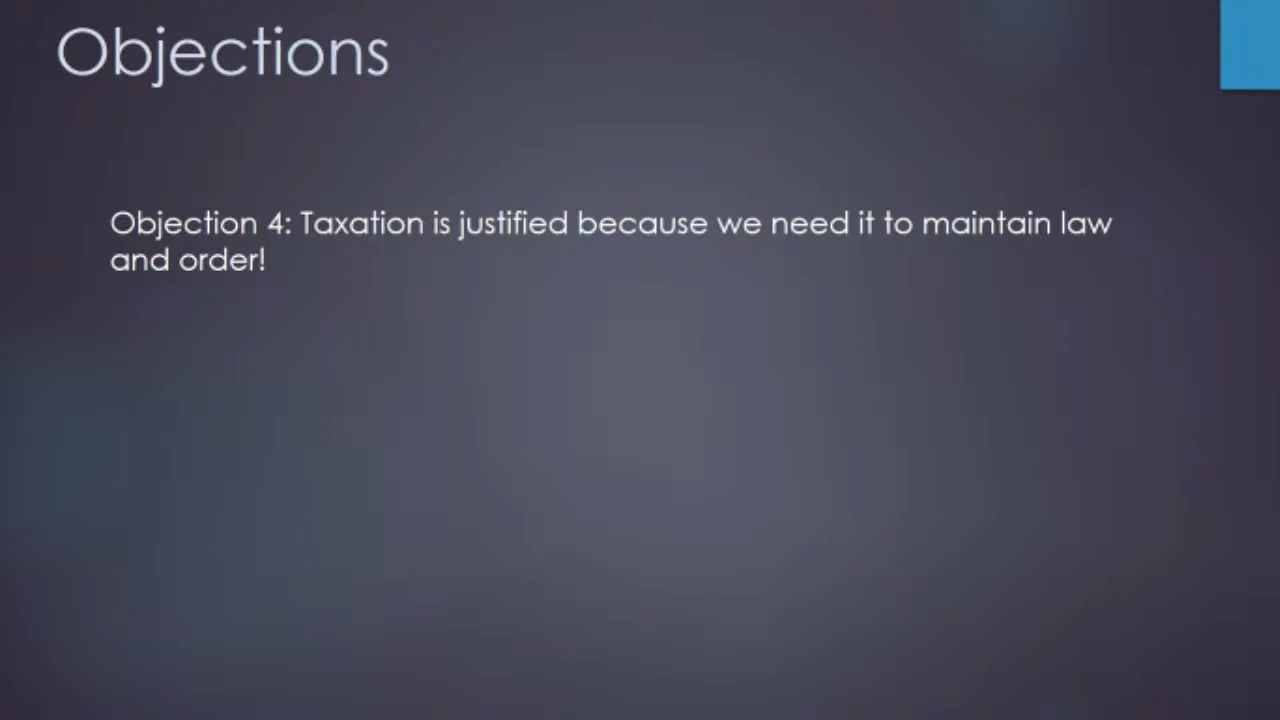 Objections
Objection 4: Taxation is justified because we need it to maintain law
and order!